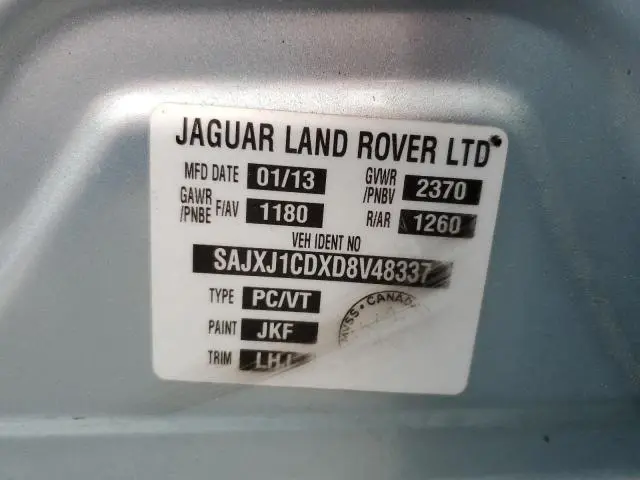 JAGUAR LAND ROVER LTD
MFD DATE 01/13 GVWR /PNBV 2370
GAWR /PNBE F/AV 1180 R/AR 1260
VEH IDENT NO
SAJXJ1CDXD8V48337
TYPE PC/VT
PAINT JKF
TRIM
CANADA